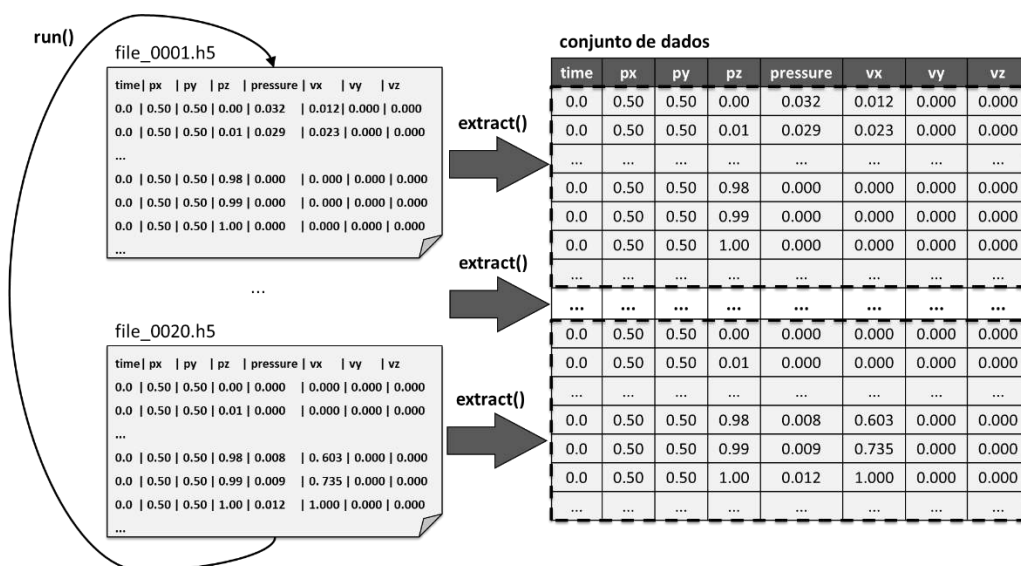 run()
file_0001.h5
time| px | py | pz | pressure | vx | vy | vz
0.0 | 0.50 | 0.50 | 0.00 | 0.032 | 0.012| 0.000 | 0.000
0.0 | 0.50 | 0.50 | 0.01 | 0.029 | 0.023 | 0.000 | 0.000
...
0.0 | 0.50 | 0.50 | 0.98 | 0.000 | 0. 000 | 0.000 | 0.000
0.0 | 0.50 | 0.50 | 0.99 | 0.000 | 0. 000 | 0.000 | 0.000
0.0 | 0.50 | 0.50 | 1.00 | 0.000 | 0.000 | 0.000 | 0.000
...
...
file_0020.h5
time| px | py | pz | pressure | vx | vy | vz
0.0 | 0.50 | 0.50 | 0.00 | 0.000 | 0.000 | 0.000 | 0.000
0.0 | 0.50 | 0.50 | 0.01 | 0.000 | 0.000 | 0.000 | 0.000
...
0.0 | 0.50 | 0.50 | 0.98 | 0.008 | 0. 603 | 0.000 | 0.000
0.0 | 0.50 | 0.50 | 0.99 | 0.009 | 0. 735 | 0.000 | 0.000
0.0 | 0.50 | 0.50 | 1.00 | 0.012 | 1.000 | 0.000 | 0.000
...
extract()
extract()
extract()
conjunto de dados
time px py pz pressure vx vy vz
0.0 0.50 0.50 0.00 0.032 0.012 0.000 0.000
0.0 0.50 0.50 0.01 0.029 0.023 0.000 0.000
... ... ... ... ... ... ... ...
0.0 0.50 0.50 0.98 0.000 0.000 0.000 0.000
0.0 0.50 0.50 0.99 0.000 0.000 0.000 0.000
0.0 0.50 0.50 1.00 0.000 0.000 0.000 0.000
... ... ... ... ... ... ... ...
... ... ... ... ... ... ... ...
0.0 0.50 0.50 0.00 0.000 0.000 0.000 0.000
0.0 0.50 0.50 0.01 0.000 0.000 0.000 0.000
... ... ... ... ... ... ... ...
0.0 0.50 0.50 0.98 0.008 0.603 0.000 0.000
0.0 0.50 0.50 0.99 0.009 0.735 0.000 0.000
0.0 0.50 0.50 1.00 0.012 1.000 0.000 0.000
... ... ... ... ... ... ... ...